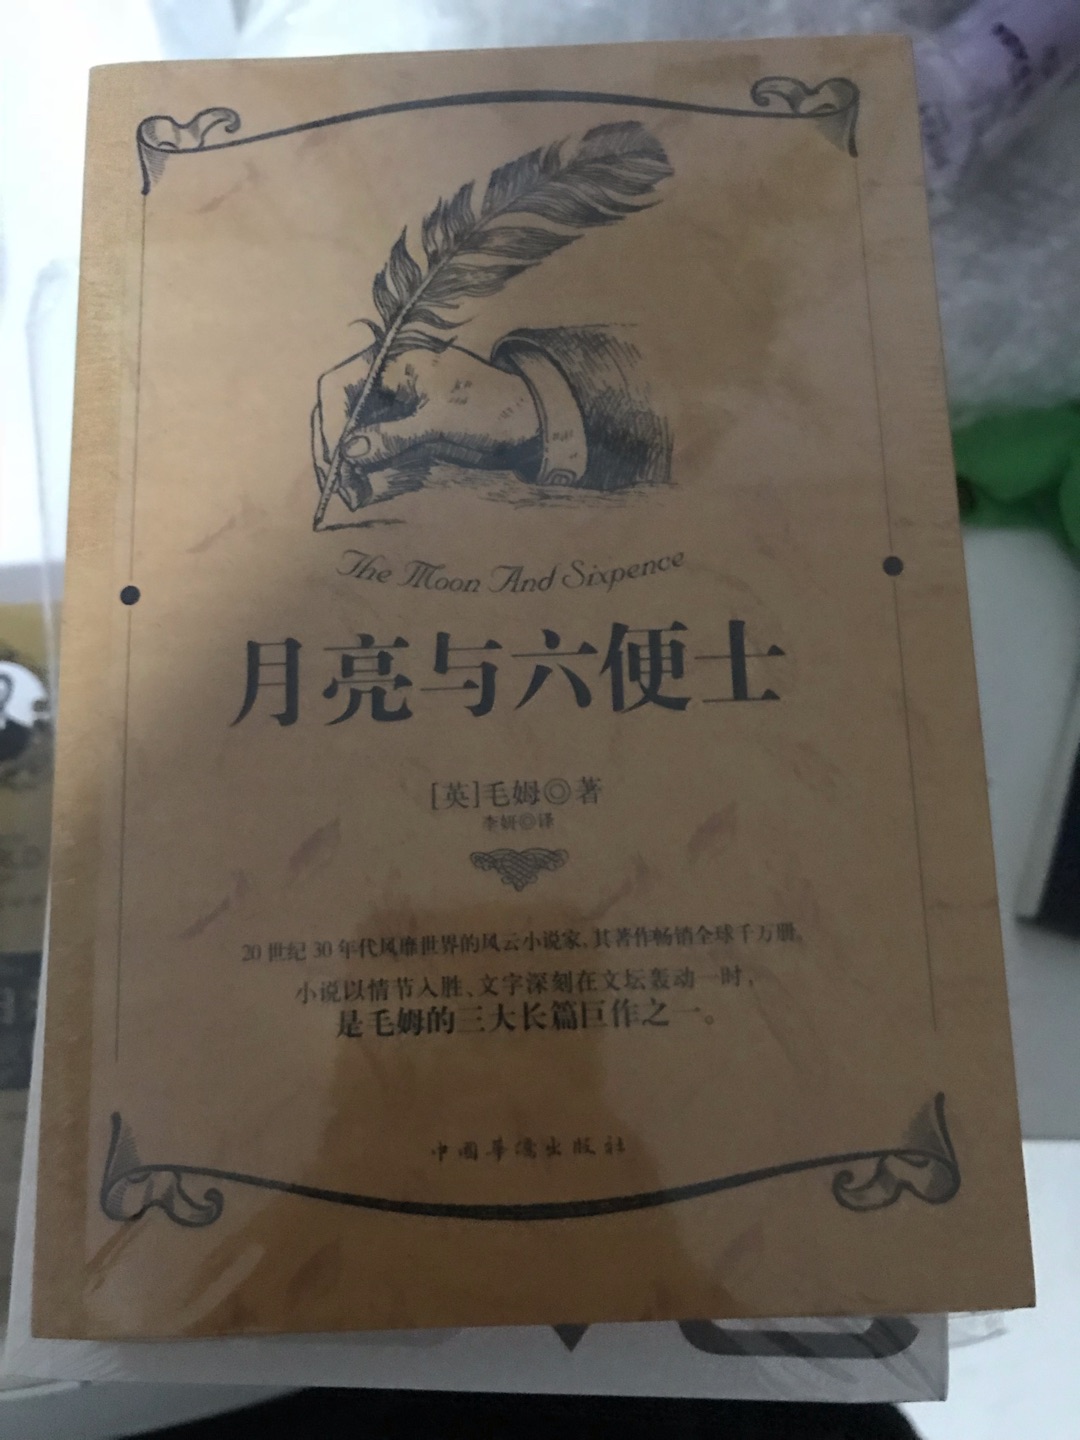 The Moon And Sixpence
月亮与六便士
[英]毛姆◎著
李妍◎译
20世纪30年代风靡世界的风云小说家,其著作畅销全球千万册。
小说以情节入胜、文字深刻在文坛轰动一时,
是毛姆的三大长篇巨作之一。
中国华侨出版社